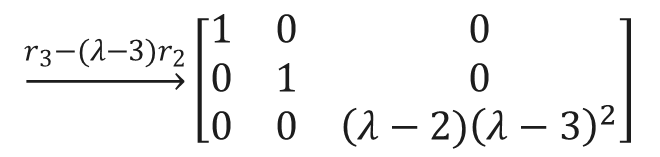 r₃−(λ−3)r₂ → [1 0 0
0 1 0
0 0 (λ − 2)(λ − 3)²]